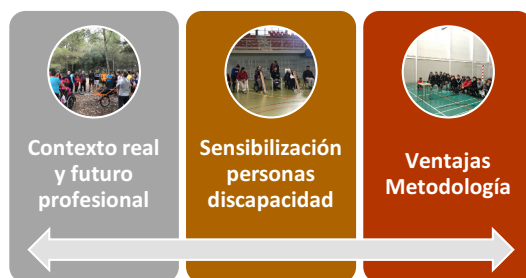 Contexto real
y futuro
profesional
Sensibilización
personas
discapacidad
Ventajas
Metodología